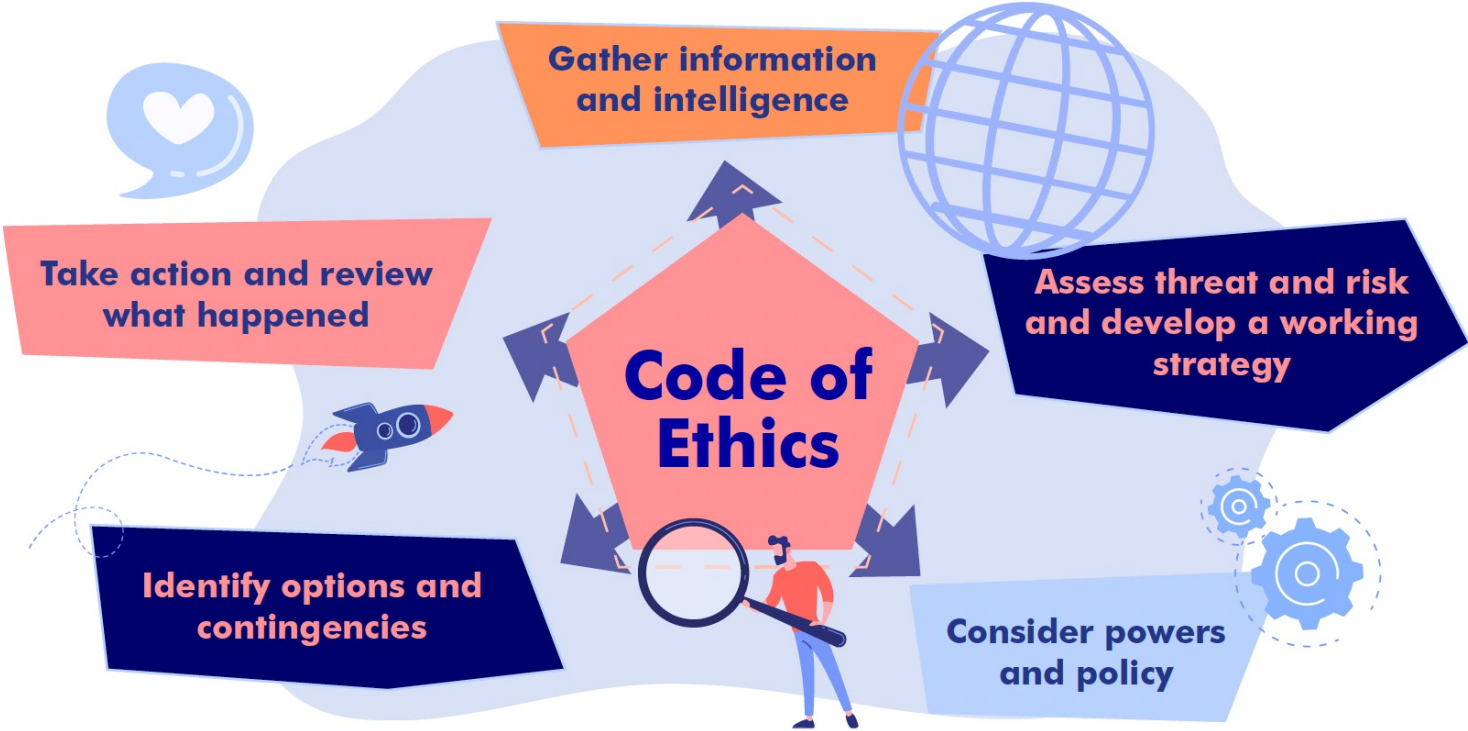 Gather information
and intelligence
Assess threat and risk
and develop a working
strategy
Consider powers
and policy
Identify options and
contingencies
Take action and review
what happened
Code of
Ethics